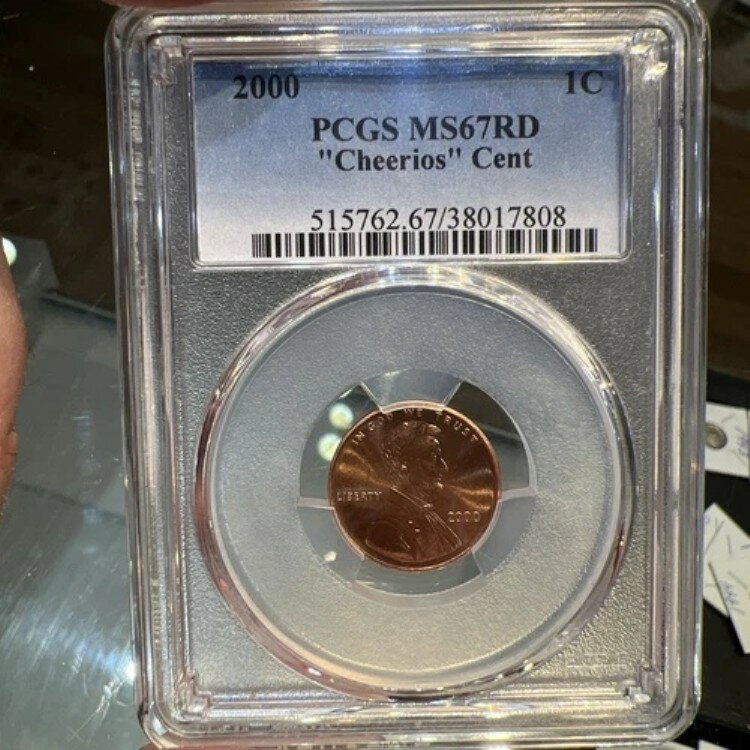 2000 1C
PCGS MS67RD
"Cheerios" Cent
515762.67/38017808
IN GOD WE TRUST
LIBERTY
2000